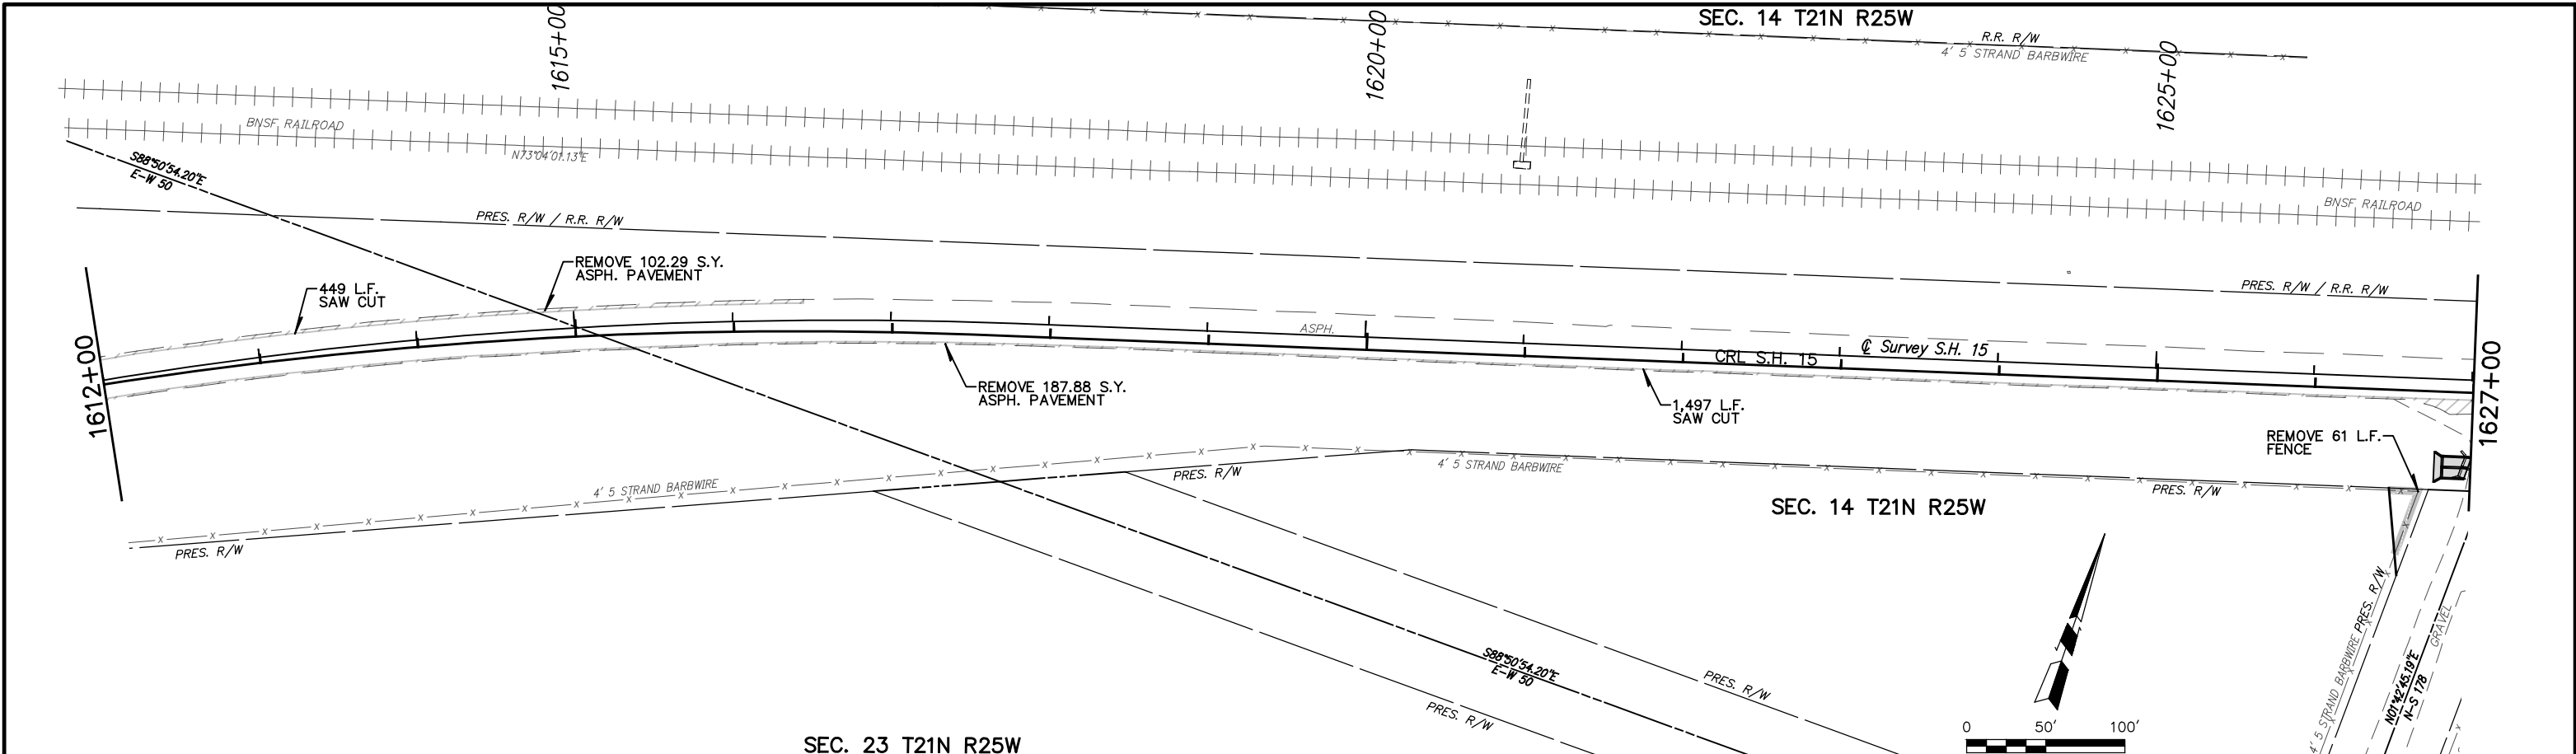 SEC. 14 T21N R25W
R.R. R/W
4' 5 STRAND BARBWIRE
1615+00
1620+00
1625+00
BNSF RAILROAD
N73°04'01.13"E
BNSF RAILROAD
S88°50'54.20"E
E-W 50
PRES. R/W / R.R. R/W
PRES. R/W / R.R. R/W
REMOVE 102.29 S.Y.
ASPH. PAVEMENT
449 L.F.
SAW CUT
1612+00
ASPH.
CRL S.H. 15
℄ Survey S.H. 15
REMOVE 187.88 S.Y.
ASPH. PAVEMENT
1,497 L.F.
SAW CUT
1627+00
REMOVE 61 L.F.
FENCE
4' 5 STRAND BARBWIRE
PRES. R/W
4' 5 STRAND BARBWIRE
PRES. R/W
PRES. R/W
SEC. 14 T21N R25W
S88°50'54.20"E
E-W 50
PRES. R/W
PRES. R/W
4' 5 STRAND BARBWIRE
PRES. R/W
GRAVEL
N01°42'45.19"E
N-S 178
0 50' 100'
SEC. 23 T21N R25W